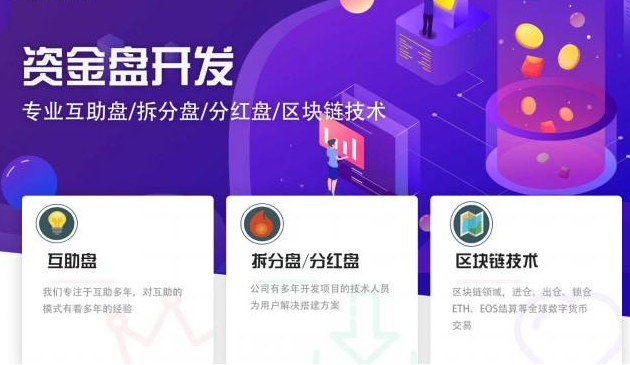 资金盘开发
专业互助盘/拆分盘/分红盘/区块链技术
互助盘
我们专注于互助多年，对互助的
模式有着多年的经验
拆分盘/分红盘
公司有多年开发项目的技术人员
为用户解决搭建方案
区块链技术
区块链领域，进仓、出仓、锁仓
ETH、EOS结算等全球数字货币
交易